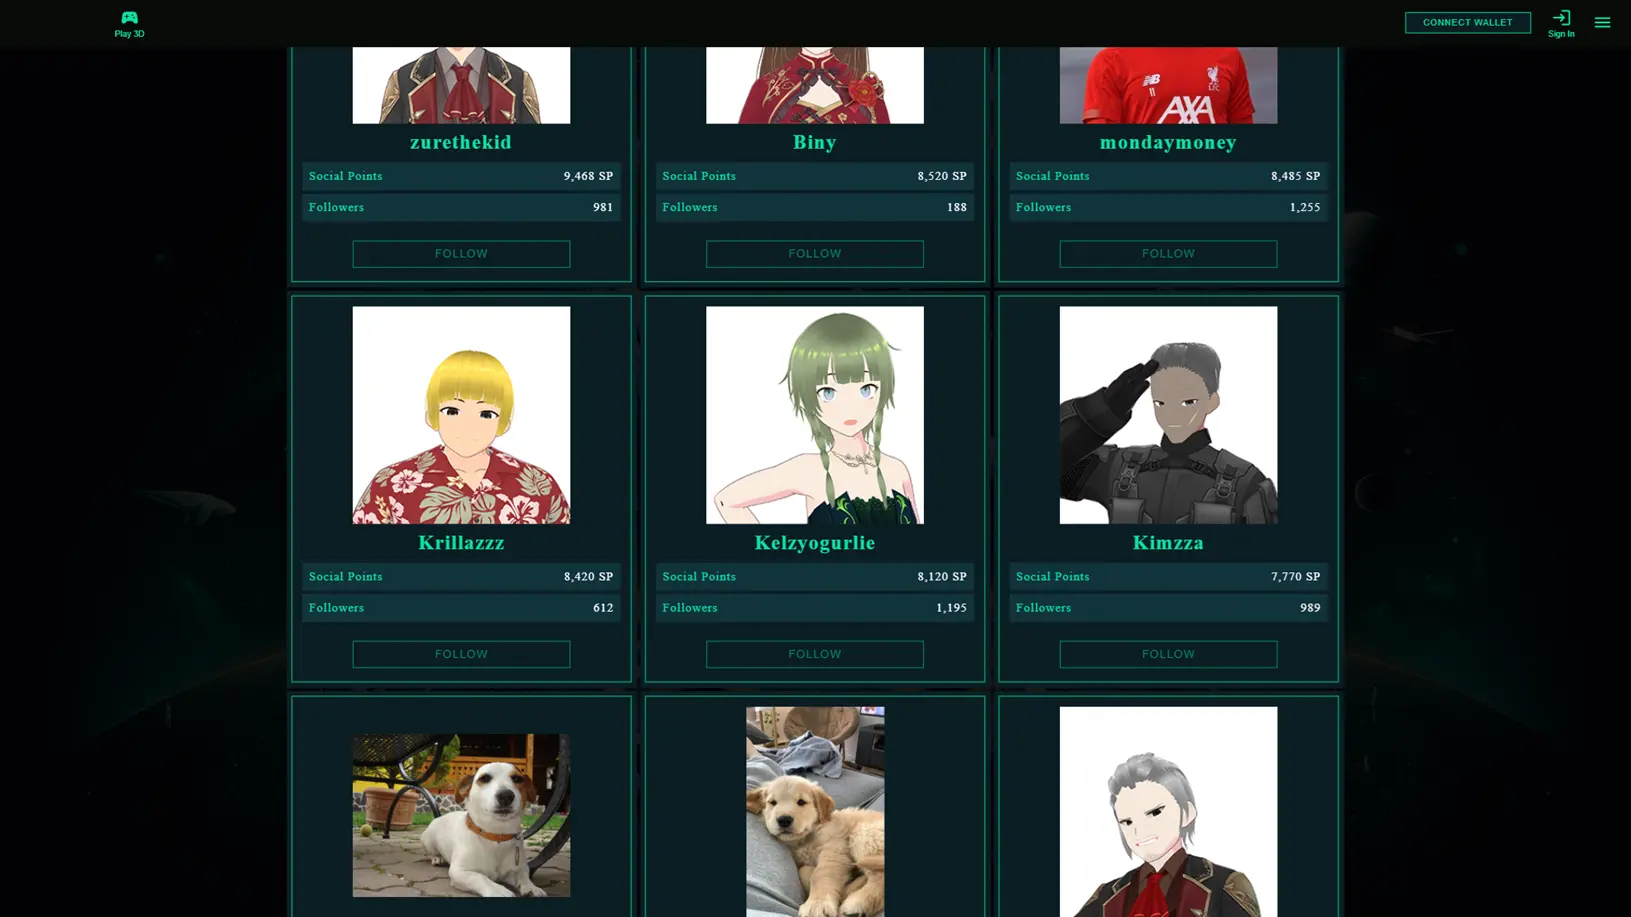 Play 3D
CONNECT WALLET
Sign In
AXA
LFC
zurethekid
Social Points 9,468 SP
Followers 981
FOLLOW
Biny
Social Points 8,520 SP
Followers 188
FOLLOW
mondaymoney
Social Points 8,485 SP
Followers 1,255
FOLLOW
Krillazzz
Social Points 8,420 SP
Followers 612
FOLLOW
Kelzyogurlie
Social Points 8,120 SP
Followers 1,195
FOLLOW
Kimzza
Social Points 7,770 SP
Followers 989
FOLLOW